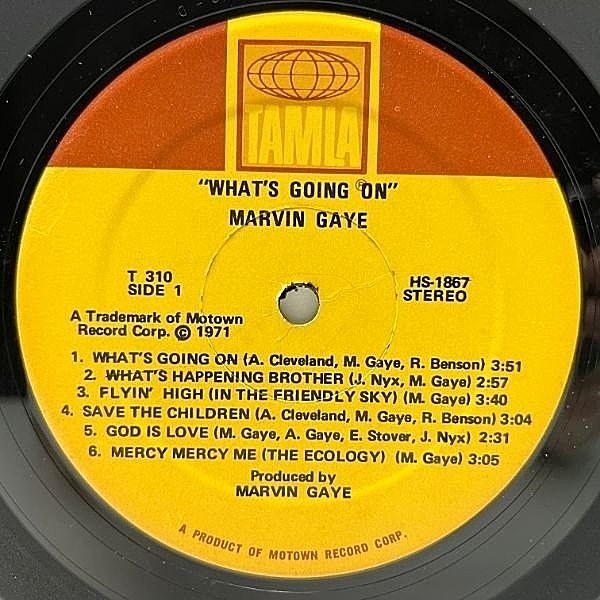 TAMLA
®
"WHAT'S GOING ON"
MARVIN GAYE
T 310
SIDE 1
HS-1867
STEREO
A Trademark of Motown
Record Corp. © 1971
1. WHAT'S GOING ON (A. Cleveland, M. Gaye, R. Benson) 3:51
2. WHAT'S HAPPENING BROTHER (J. Nyx, M. Gaye) 2:57
3. FLYIN' HIGH (IN THE FRIENDLY SKY) (M. Gaye) 3:40
4. SAVE THE CHILDREN (A. Cleveland, M. Gaye, R. Benson) 3:04
5. GOD IS LOVE (M. Gaye, A. Gaye, E. Stover, J. Nyx) 2:31
6. MERCY MERCY ME (THE ECOLOGY) (M. Gaye) 3:05
Produced by
MARVIN GAYE
A PRODUCT OF MOTOWN RECORD CORP.